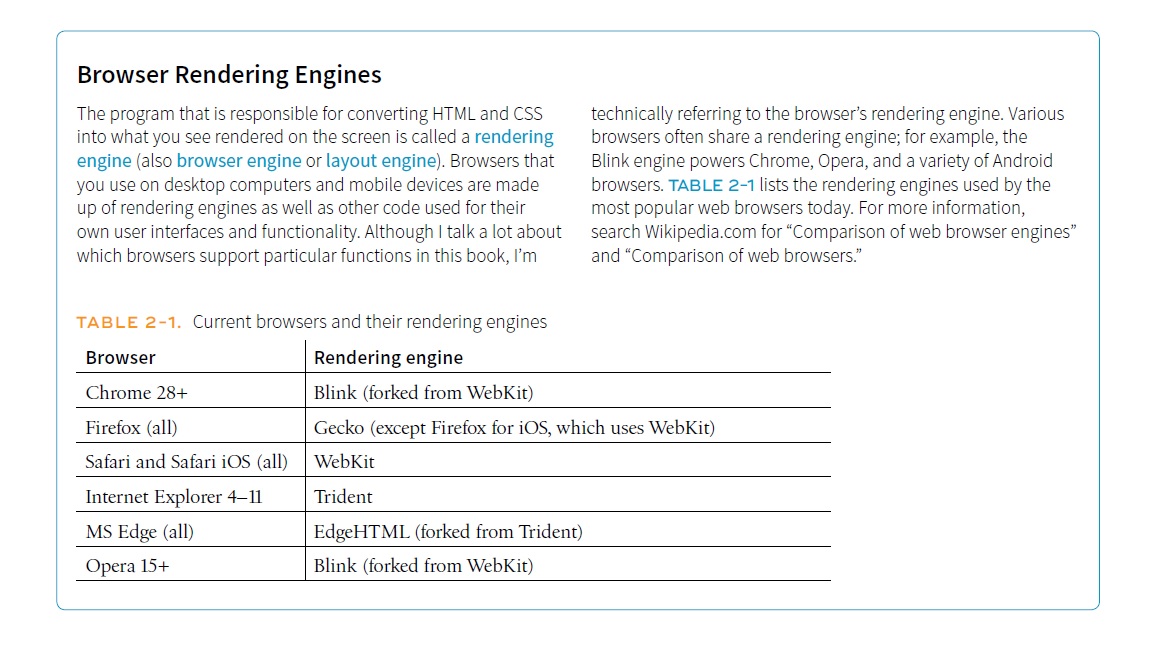 Browser Rendering Engines
The program that is responsible for converting HTML and CSS
into what you see rendered on the screen is called a rendering
engine (also browser engine or layout engine). Browsers that
you use on desktop computers and mobile devices are made
up of rendering engines as well as other code used for their
own user interfaces and functionality. Although I talk a lot about
which browsers support particular functions in this book, I’m
technically referring to the browser’s rendering engine. Various
browsers often share a rendering engine; for example, the
Blink engine powers Chrome, Opera, and a variety of Android
browsers. TABLE 2-1 lists the rendering engines used by the
most popular web browsers today. For more information,
search Wikipedia.com for “Comparison of web browser engines”
and “Comparison of web browsers.”
TABLE 2-1. Current browsers and their rendering engines
Browser Rendering engine
Chrome 28+ Blink (forked from WebKit)
Firefox (all) Gecko (except Firefox for iOS, which uses WebKit)
Safari and Safari iOS (all) WebKit
Internet Explorer 4–11 Trident
MS Edge (all) EdgeHTML (forked from Trident)
Opera 15+ Blink (forked from WebKit)